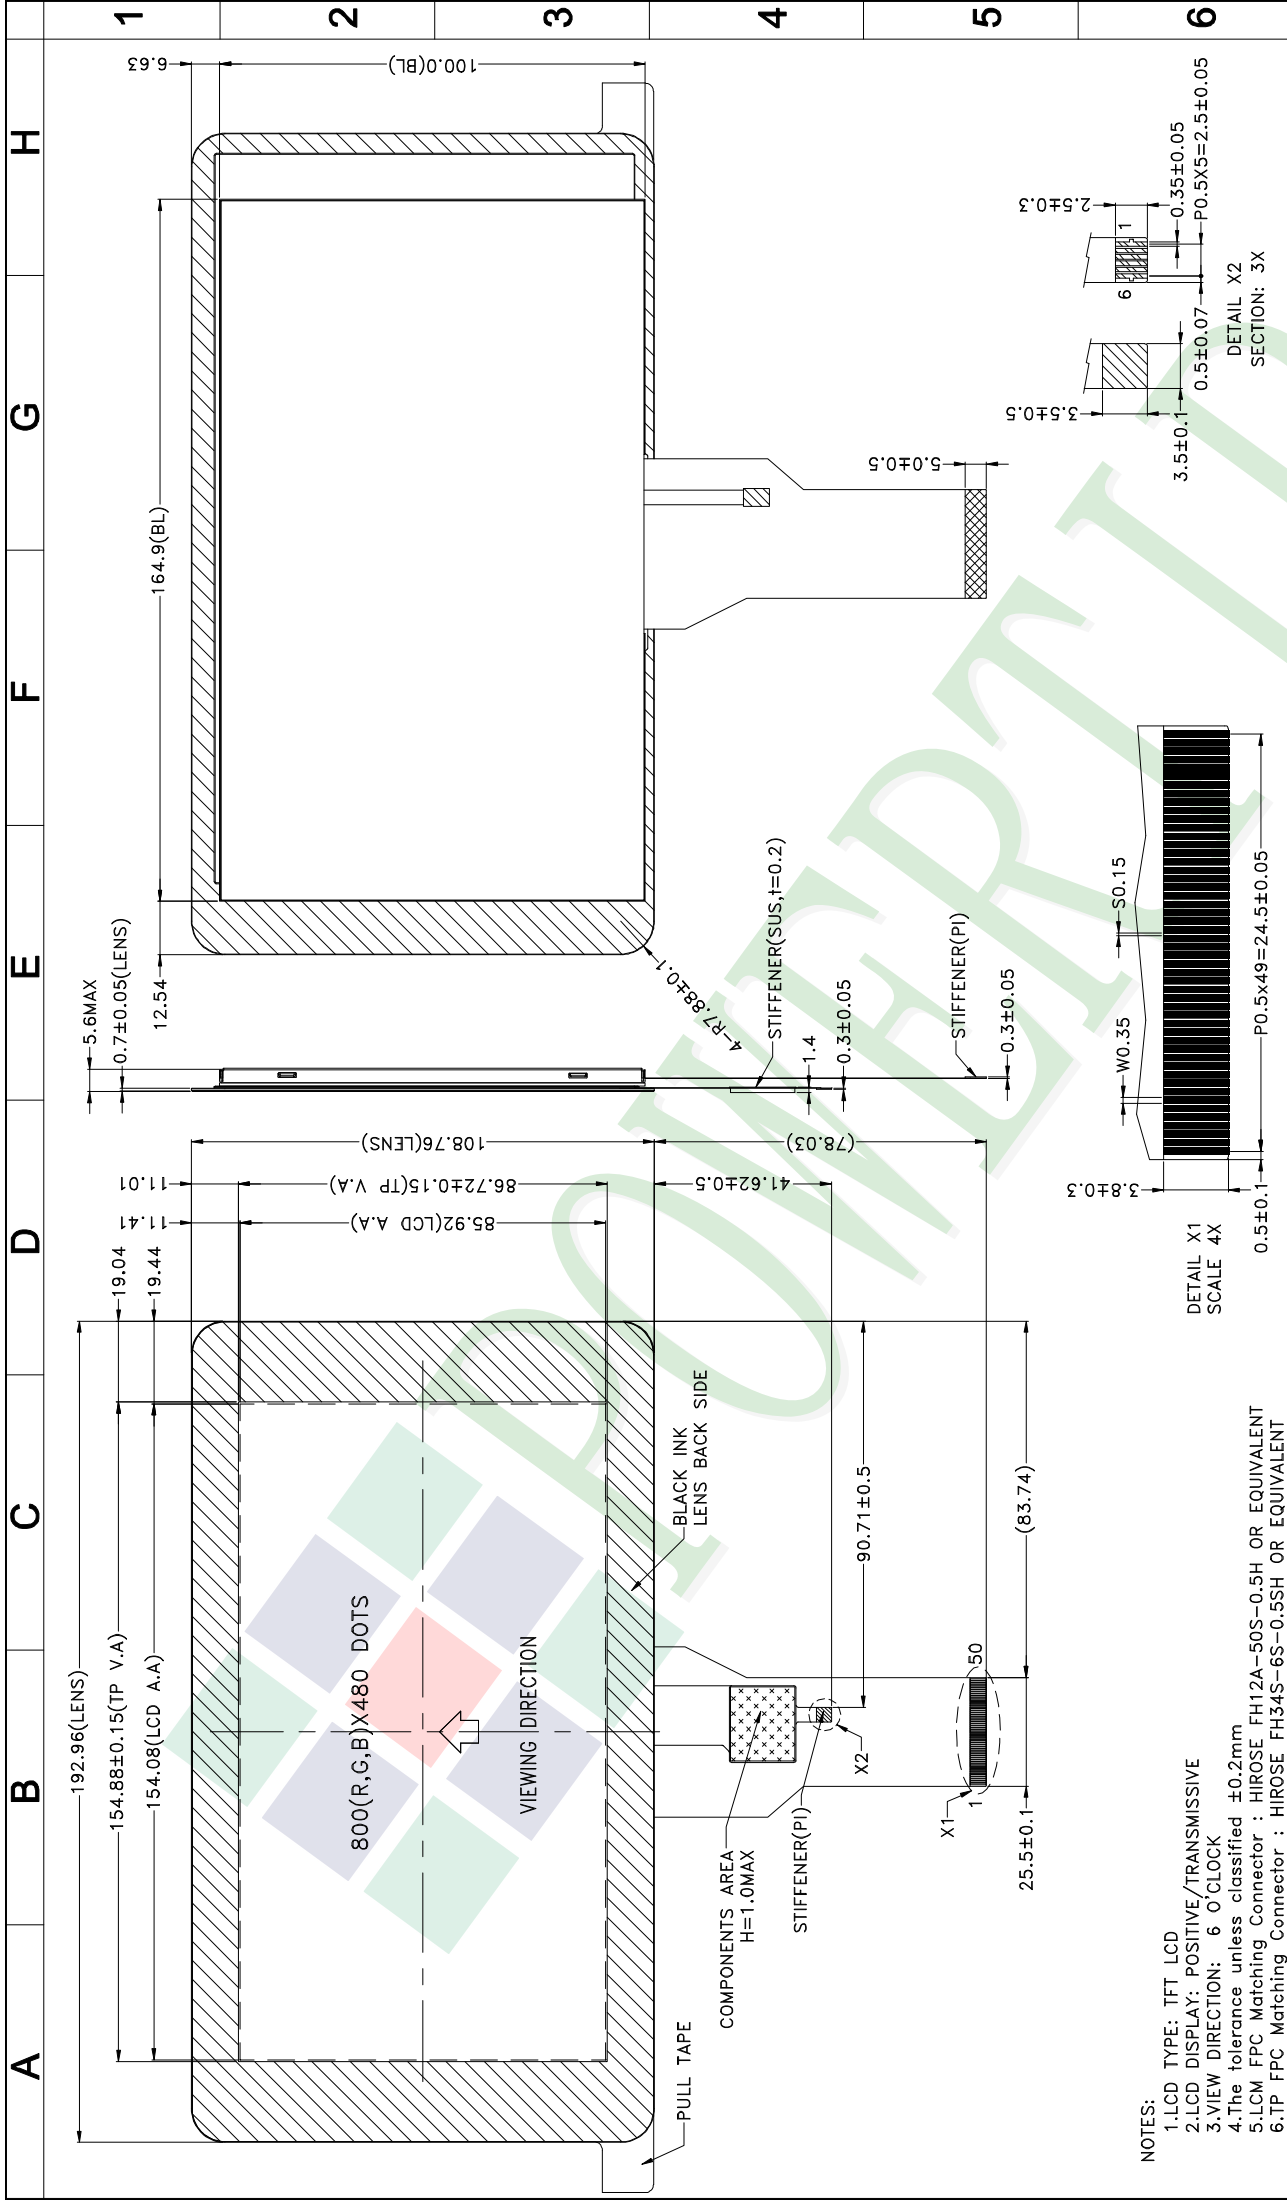 A
B
C
D
E
F
G
H
1
2
3
4
5
6
192.96(LENS)
154.88±0.15(TP V.A)
19.04
154.08(LCD A.A)
19.44
11.01
11.41
108.76(LENS)
86.72±0.15(TP V.A)
85.92(LCD A.A)
800(R,G,B)X480 DOTS
VIEWING DIRECTION
BLACK INK
LENS BACK SIDE
PULL TAPE
COMPONENTS AREA
H=1.0MAX
STIFFENER(PI)
X2
41.62±0.5
(78.03)
90.71±0.5
X1
1
50
25.5±0.1
(83.74)
5.6MAX
0.7±0.05(LENS)
STIFFENER(SUS,t=0.2)
1.4
0.3±0.05
STIFFENER(PI)
0.3±0.05
12.54
164.9(BL)
6.63
100.0(BL)
4-R7.88±0.1
5.0±0.5
W0.35
S0.15
3.8±0.3
0.5±0.1
P0.5x49=24.5±0.05
DETAIL X1
SCALE 4X
3.5±0.5
3.5±0.1
2.5±0.3
6
1
0.35±0.05
0.5±0.07
P0.5X5=2.5±0.05
DETAIL X2
SECTION: 3X
NOTES:
1.LCD TYPE: TFT LCD
2.LCD DISPLAY: POSITIVE/TRANSMISSIVE
3.VIEW DIRECTION: 6 O'CLOCK
4.The tolerance unless classified ±0.2mm
5.LCM FPC Matching Connector : HIROSE FH12A-50S-0.5H OR EQUIVALENT
6.TP FPC Matching Connector : HIROSE FH34S-6S-0.5SH OR EQUIVALENT
POWERTI